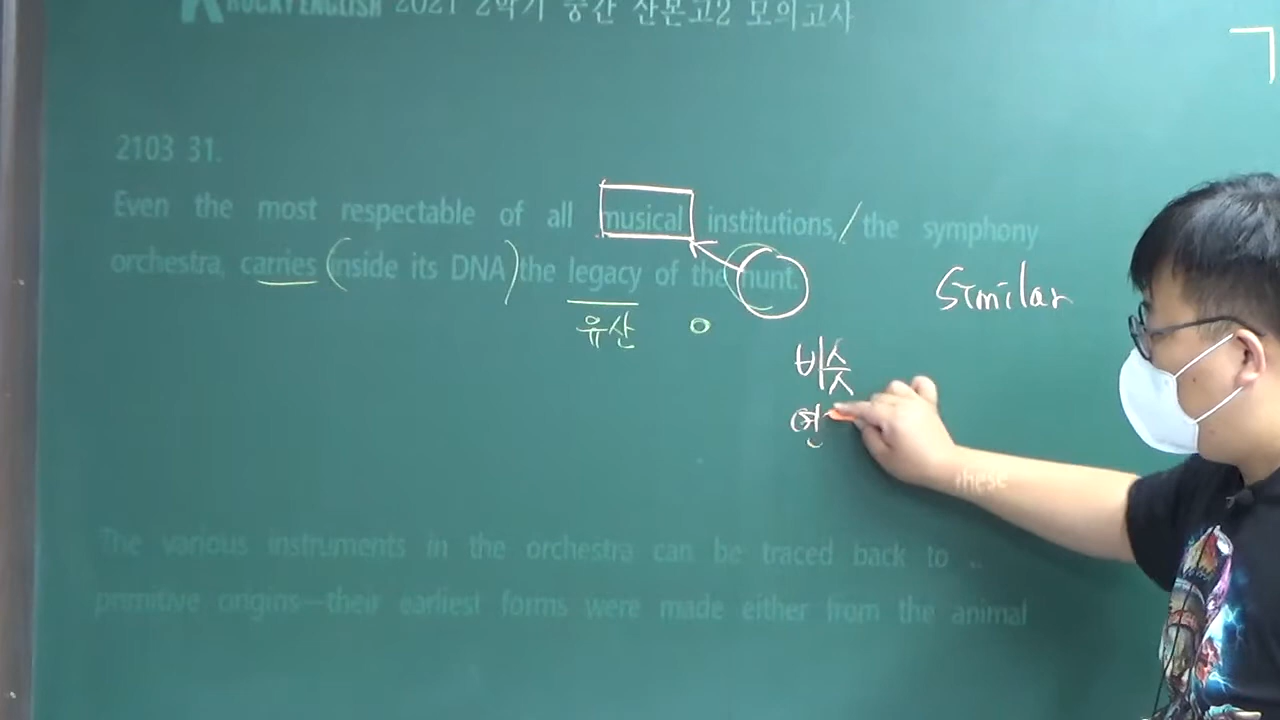 ROCKY ENGLISH 2021 2학기 중간 산본고2 모의고사
2103 31.
Even the most respectable of all musical institutions, the symphony
orchestra, carries (inside its DNA) the legacy of the hunt.
유산
Similar
비슷
The various instruments in the orchestra can be traced back to these
primitive origins—their earliest forms were made either from the animal